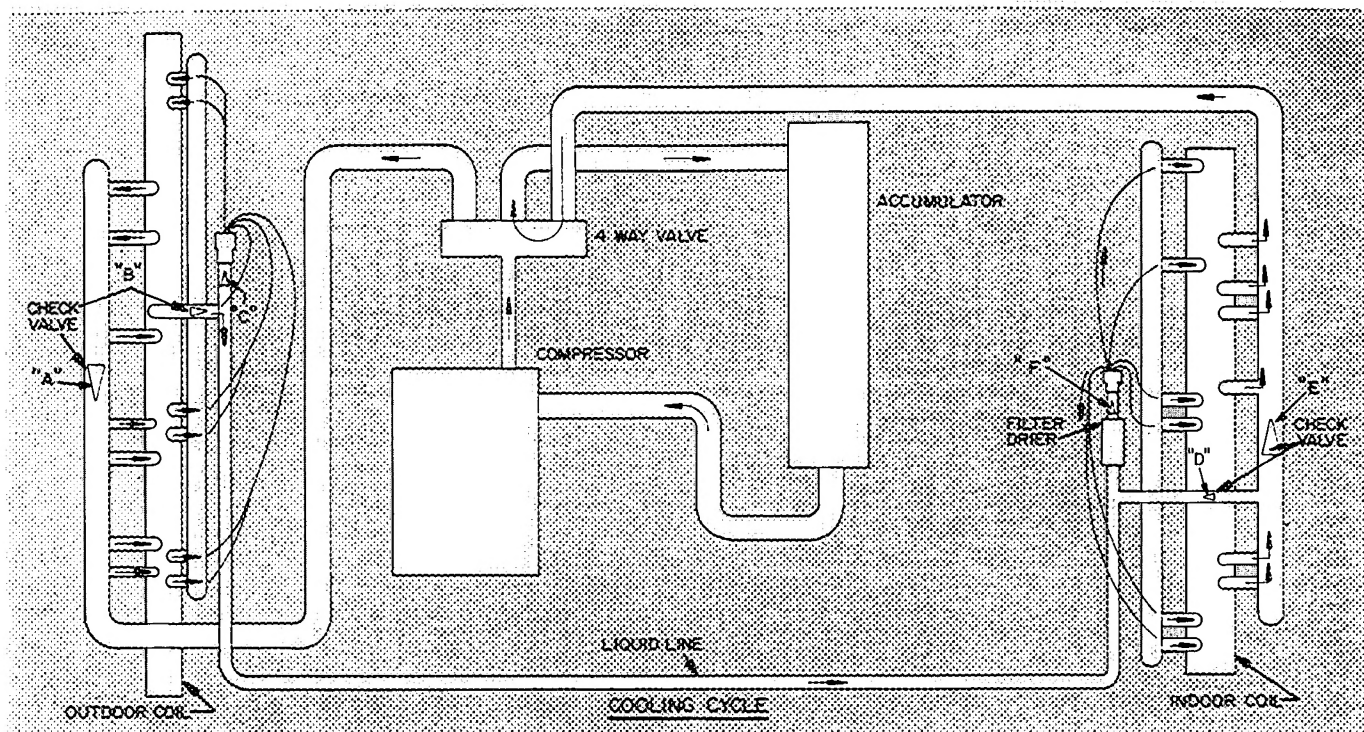 ACCUMULATOR
4 WAY VALVE
"B"
CHECK
VALVE
"C"
COMPRESSOR
"A"
"F"
"E"
FILTER
DRIER
CHECK
VALVE
"D"
LIQUID LINE
OUTDOOR COIL
COOLING CYCLE
INDOOR COIL